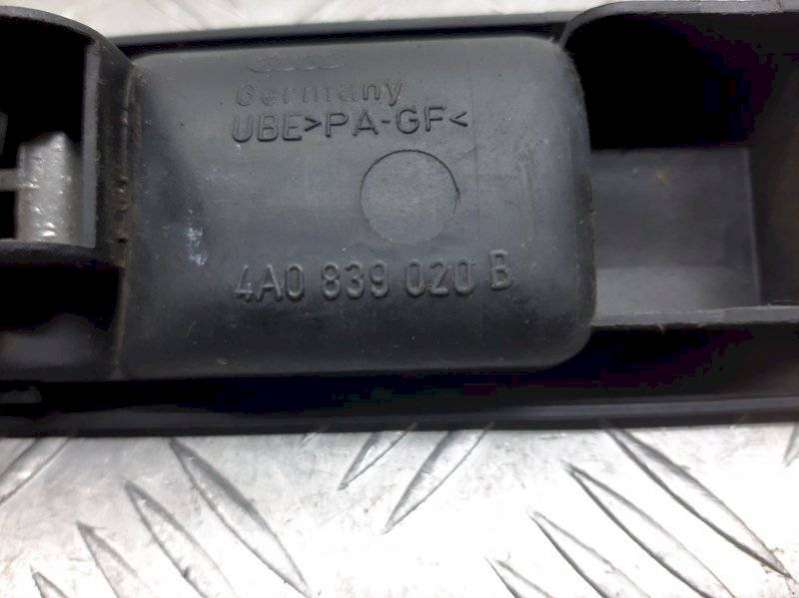 Germany
UBE>PA-GF<
4A0 839 020 B